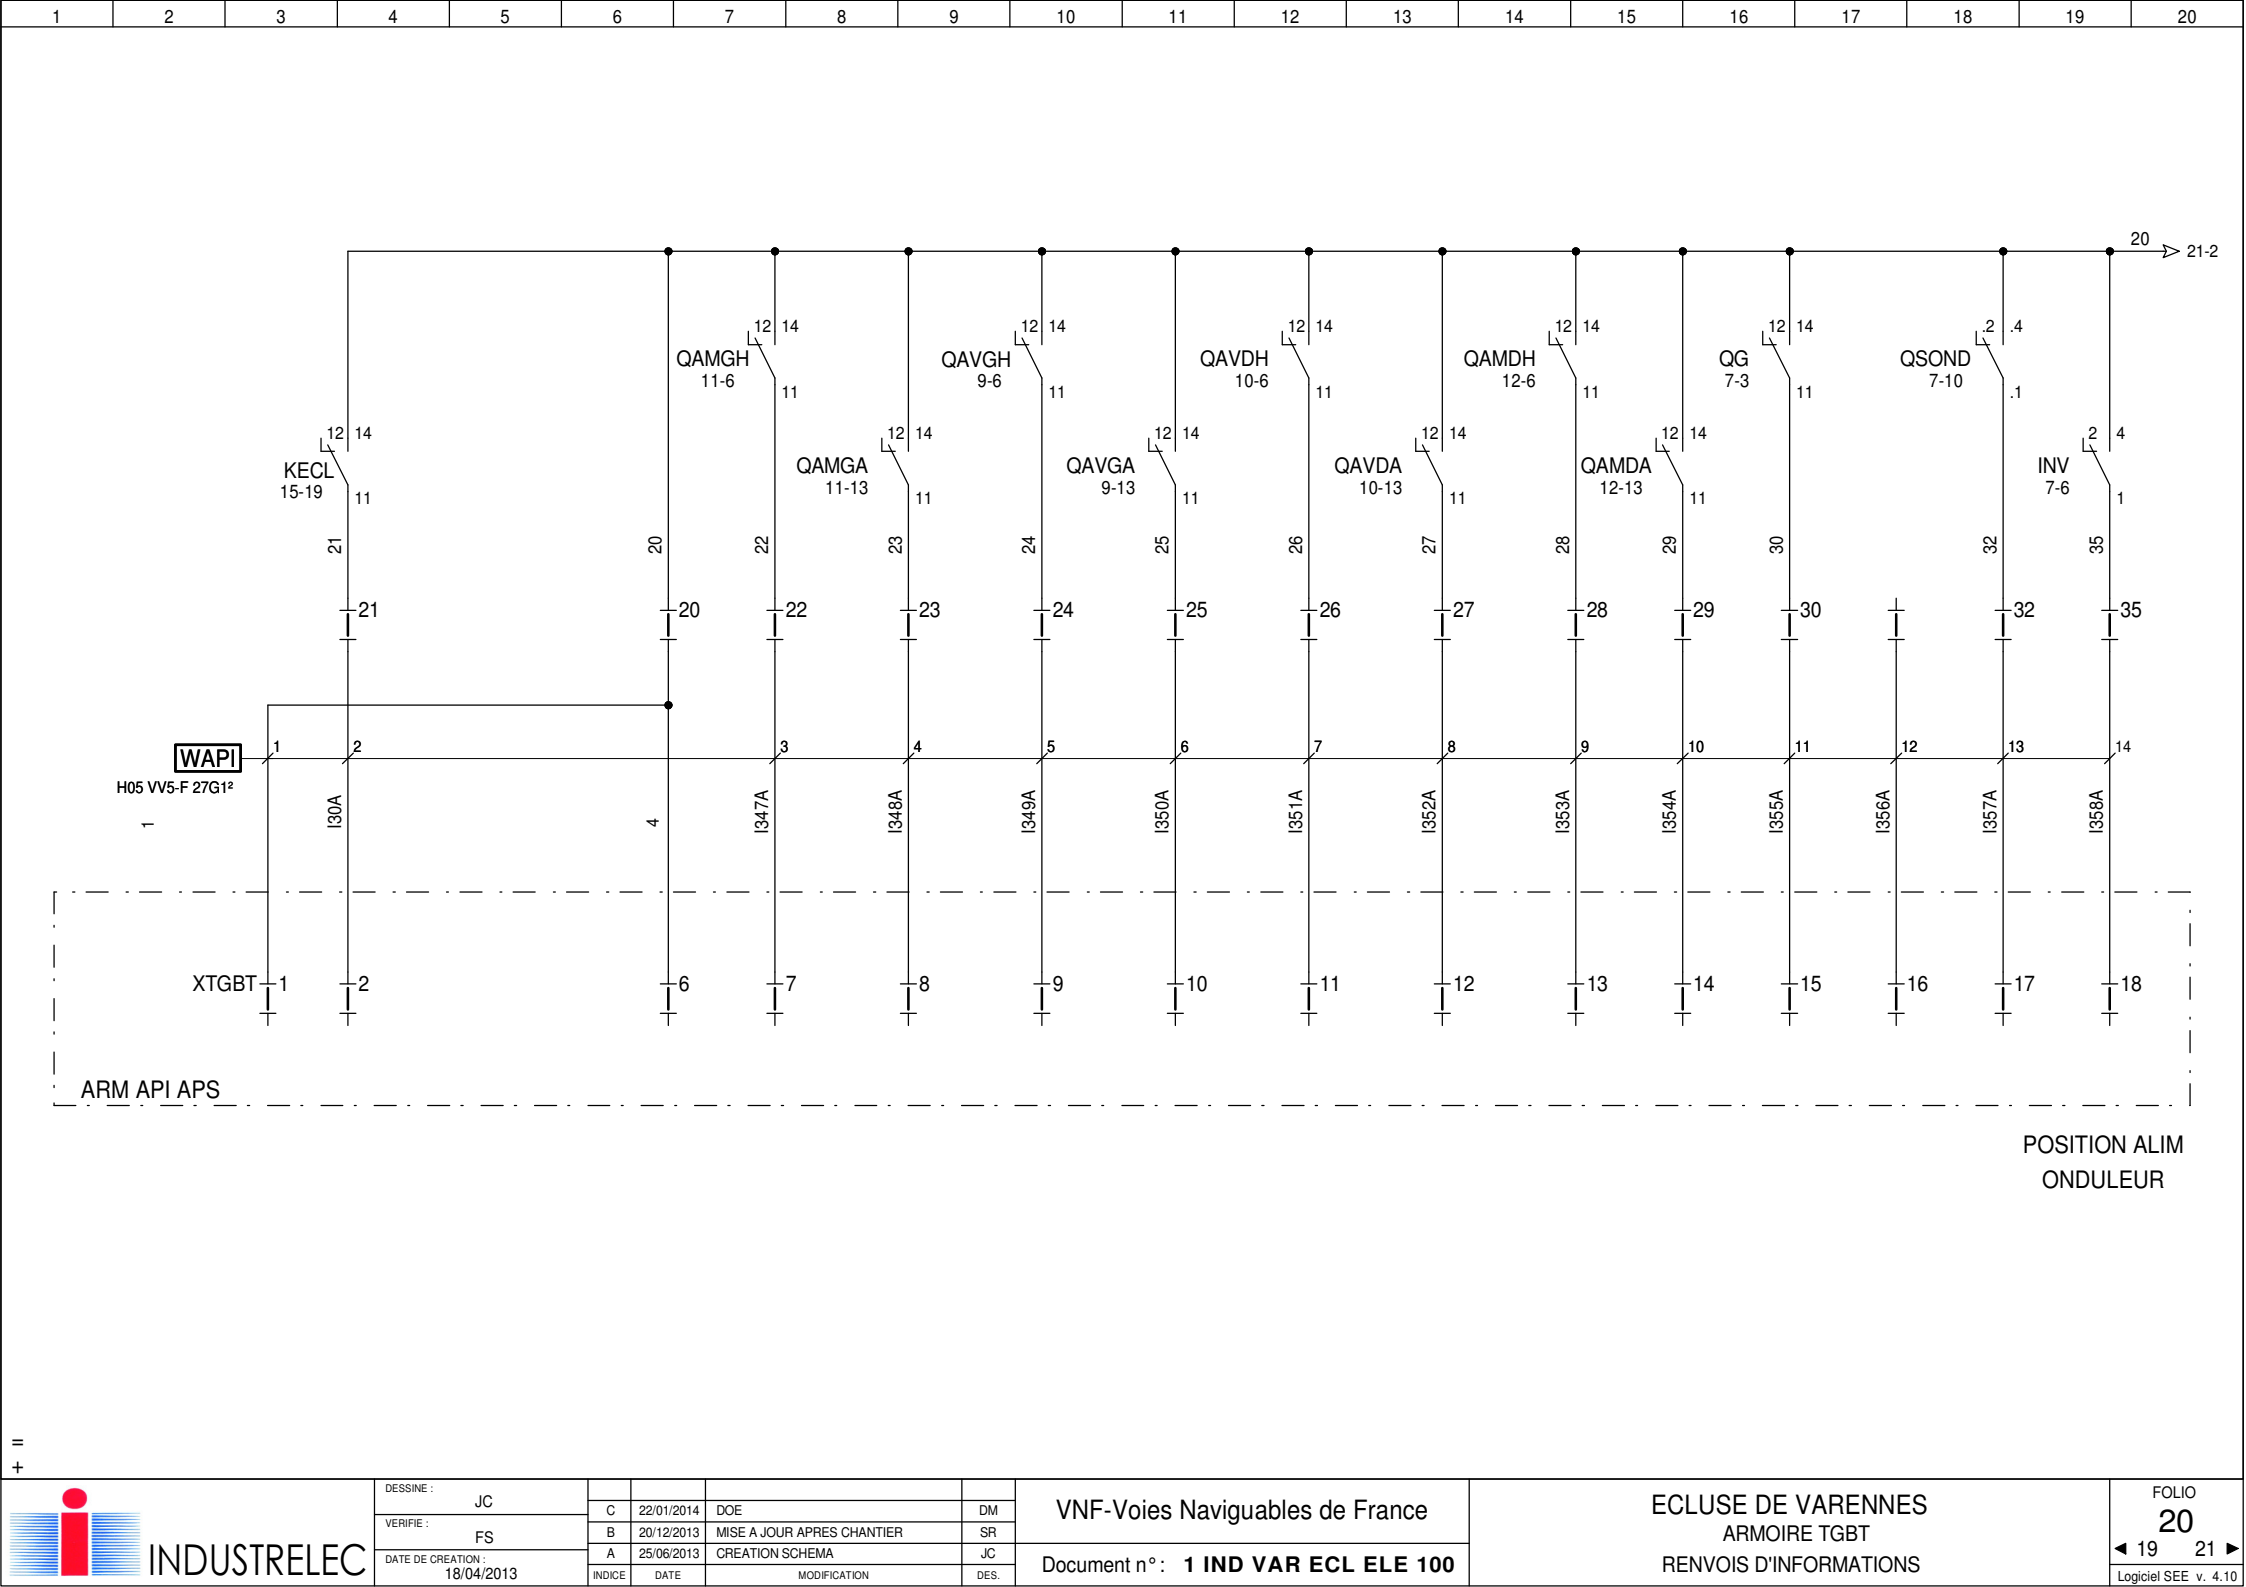 1 2 3 4 5 6 7 8 9 10 11 12 13 14 15 16 17 18 19 20
20 21-2
12 14 12 14 12 14 12 14 12 14 .2 .4
QAMGH QAVGH QAVDH QAMDH QG QSOND
11-6 9-6 10-6 12-6 7-3 7-10
11 11 11 11 11 .1
12 14 12 14 12 14 12 14 12 14 2 4
KECL QAMGA QAVGA QAVDA QAMDA INV
15-19 11-13 9-13 10-13 12-13 7-6
11 11 11 11 11 1
21 20 22 23 24 25 26 27 28 29 30 32 35
21 20 22 23 24 25 26 27 28 29 30 32 35
WAPI 1 2 3 4 5 6 7 8 9 10 11 12 13 14
H05 VV5-F 27G1²
1 I30A 4 I347A I348A I349A I350A I351A I352A I353A I354A I355A I356A I357A I358A
XTGBT 1 2 6 7 8 9 10 11 12 13 14 15 16 17 18
ARM API APS
POSITION ALIM
ONDULEUR
=
+
INDUSTRELEC
DESSINE :
JC
VERIFIE :
FS
DATE DE CREATION :
18/04/2013
C 22/01/2014 DOE DM
B 20/12/2013 MISE A JOUR APRES CHANTIER SR
A 25/06/2013 CREATION SCHEMA JC
INDICE DATE MODIFICATION DES.
VNF-Voies Naviguables de France
Document n° : 1 IND VAR ECL ELE 100
ECLUSE DE VARENNES
ARMOIRE TGBT
RENVOIS D'INFORMATIONS
FOLIO
20
19 21
Logiciel SEE v. 4.10